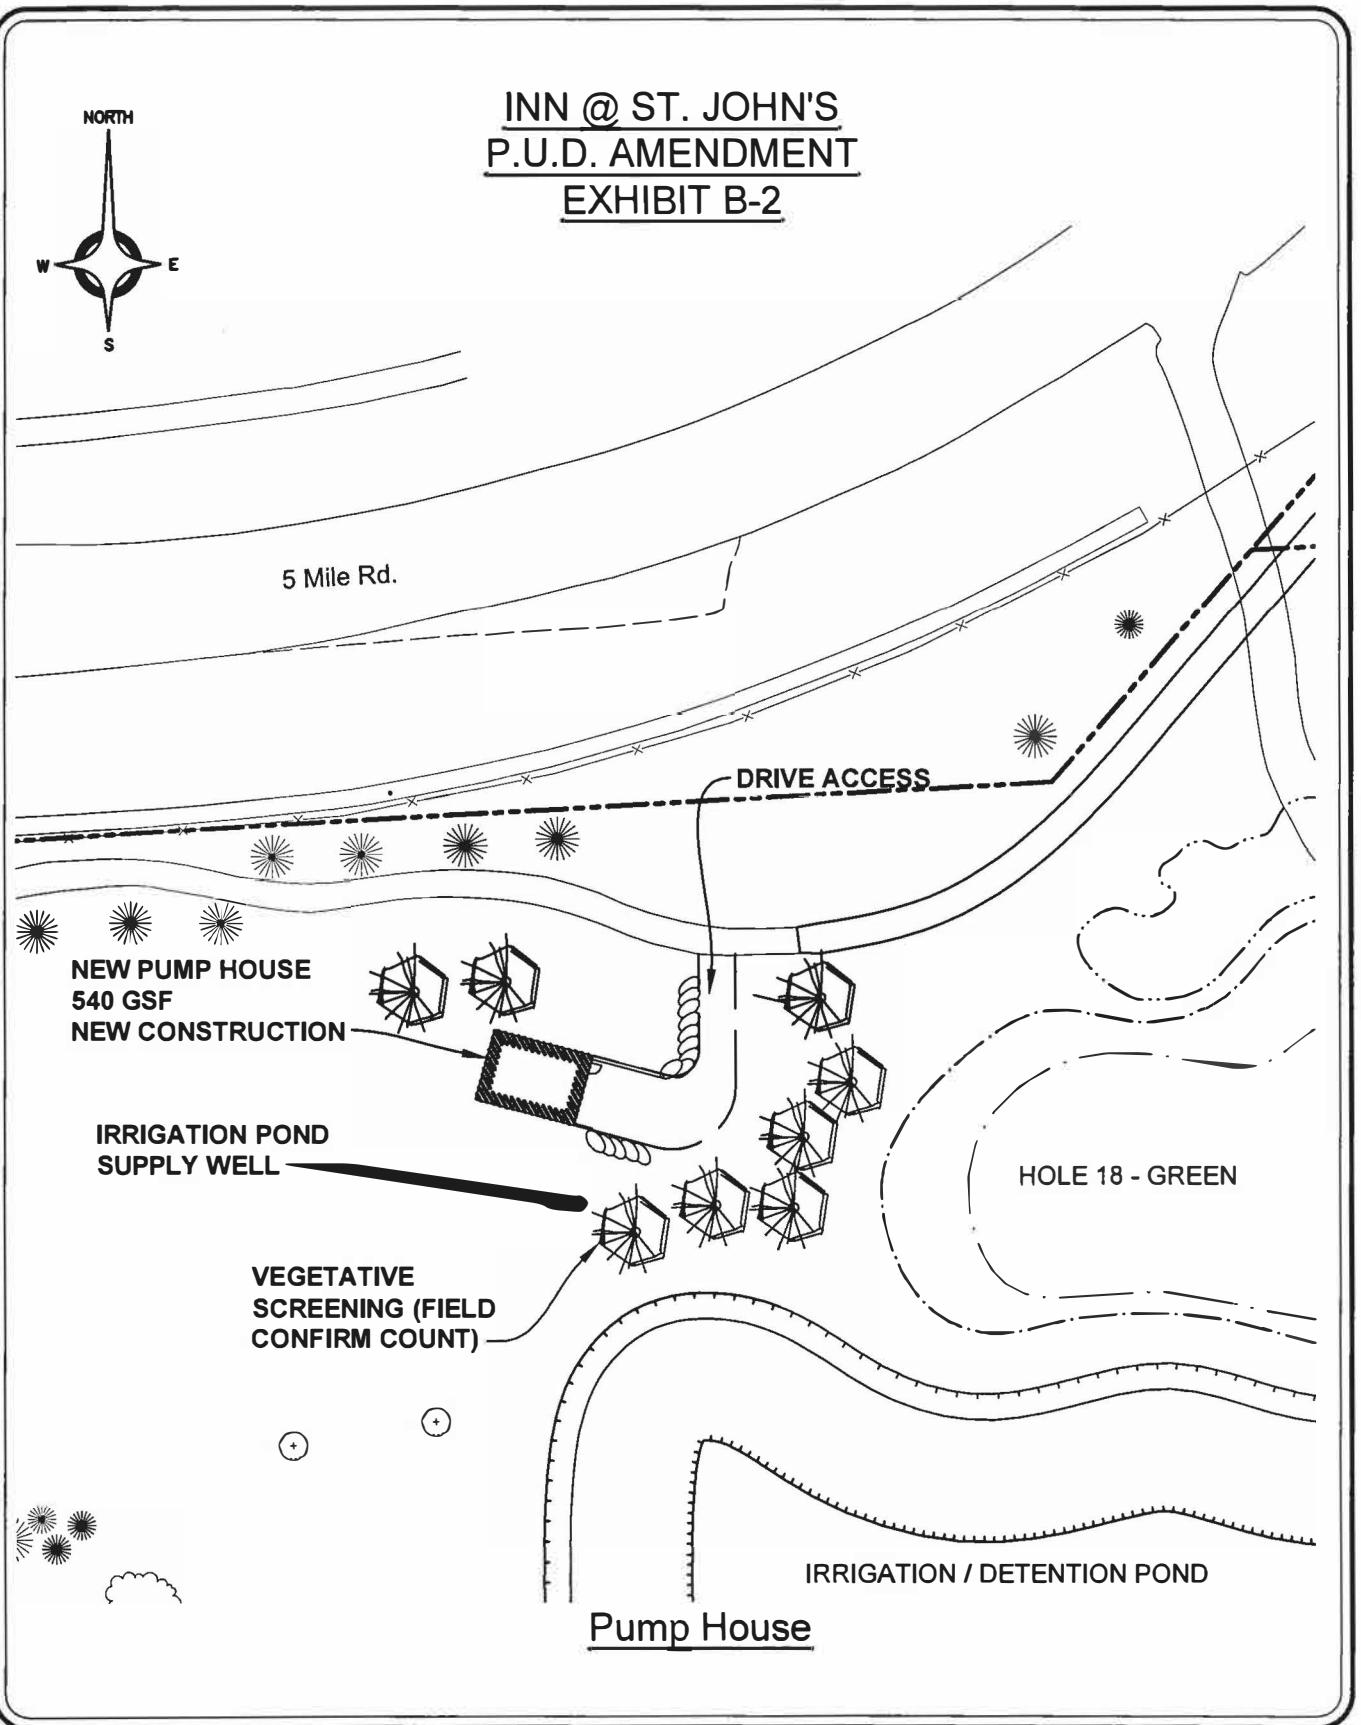 INN @ ST. JOHN'S
P.U.D. AMENDMENT
EXHIBIT B-2
NORTH
W
E
S
5 Mile Rd.
DRIVE ACCESS
NEW PUMP HOUSE
540 GSF
NEW CONSTRUCTION
IRRIGATION POND
SUPPLY WELL
HOLE 18 - GREEN
VEGETATIVE
SCREENING (FIELD
CONFIRM COUNT)
IRRIGATION / DETENTION POND
Pump House